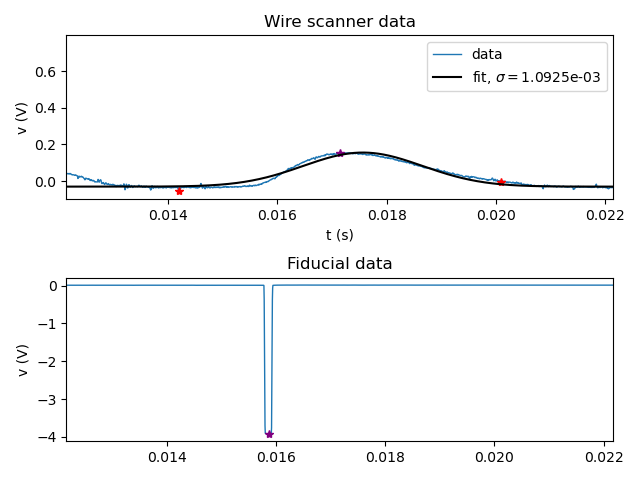 Wire scanner data
data
fit, σ = 1.0925e-03
v (V)
0.6
0.4
0.2
0.0
0.014 0.016 0.018 0.020 0.022
t (s)
Fiducial data
v (V)
0
−1
−2
−3
−4
0.014 0.016 0.018 0.020 0.022